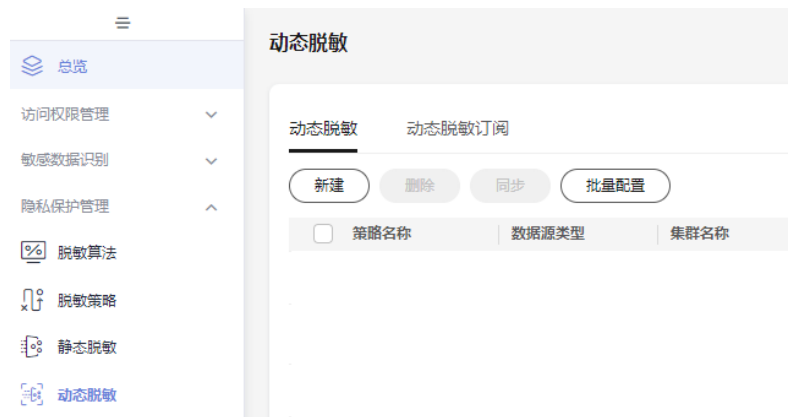 动态脱敏
总览
访问权限管理
敏感数据识别
隐私保护管理
脱敏算法
脱敏策略
静态脱敏
动态脱敏
动态脱敏 动态脱敏订阅
新建 删除 同步 批量配置
策略名称 数据源类型 集群名称